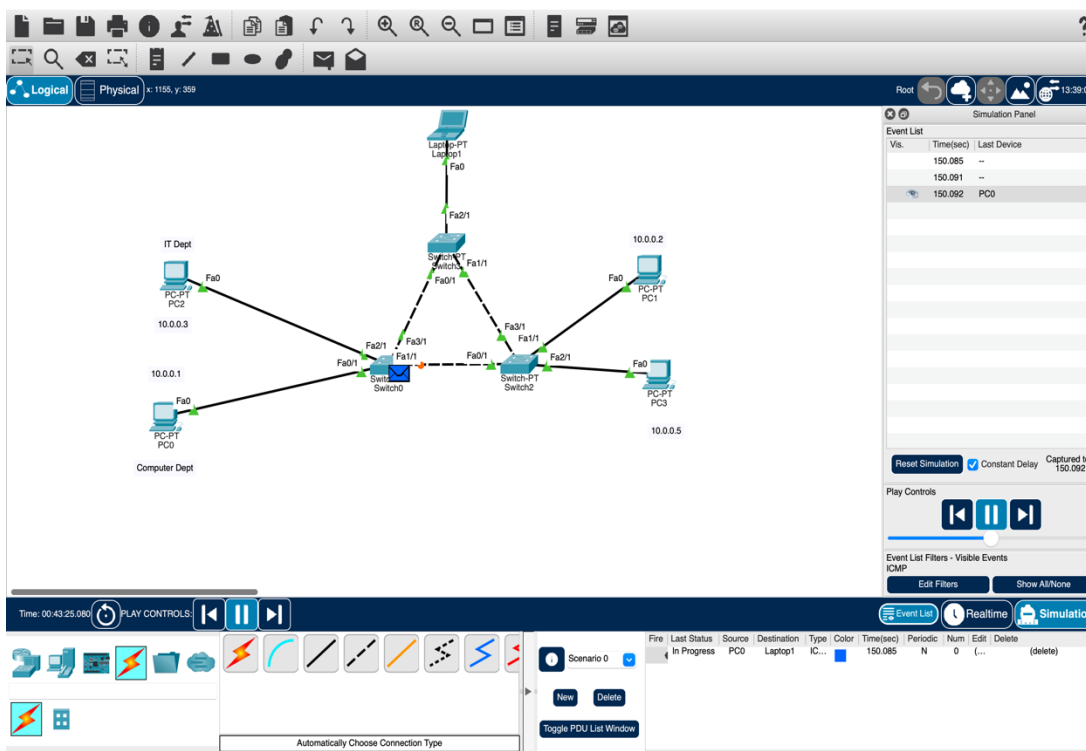 ?
Logical
Physical
x: 1155, y: 359
Root
13:39:0
Simulation Panel
Event List
Vis. Time(sec) Last Device
150.085 --
150.091 --
150.092 PC0
Laptop-PT
Laptop1
Fa0
Fa2/1
IT Dept
10.0.0.2
Switch-PT
Fa1/1
Fa0
Fa0/1
Fa0
PC-PT
PC2
PC-PT
PC1
10.0.0.3
Fa3/1
Fa2/1
Fa3/1
Fa1/1
Fa0/1
Fa1/1
Fa0/1
Fa2/1
Fa0
10.0.0.1
Switch0
Switch-PT
Switch2
PC-PT
PC3
Fa0
10.0.0.5
PC-PT
PC0
Computer Dept
Reset Simulation
Constant Delay
Captured to
150.092
Play Controls
Event List Filters - Visible Events
ICMP
Edit Filters
Show All/None
Time: 00:43:25.080
PLAY CONTROLS:
Event List
Realtime
Simulatio
Scenario 0
New
Delete
Toggle PDU List Window
Automatically Choose Connection Type
Fire Last Status Source Destination Type Color Time(sec) Periodic Num Edit Delete
In Progress PC0 Laptop1 IC... 150.085 N 0 (... (delete)